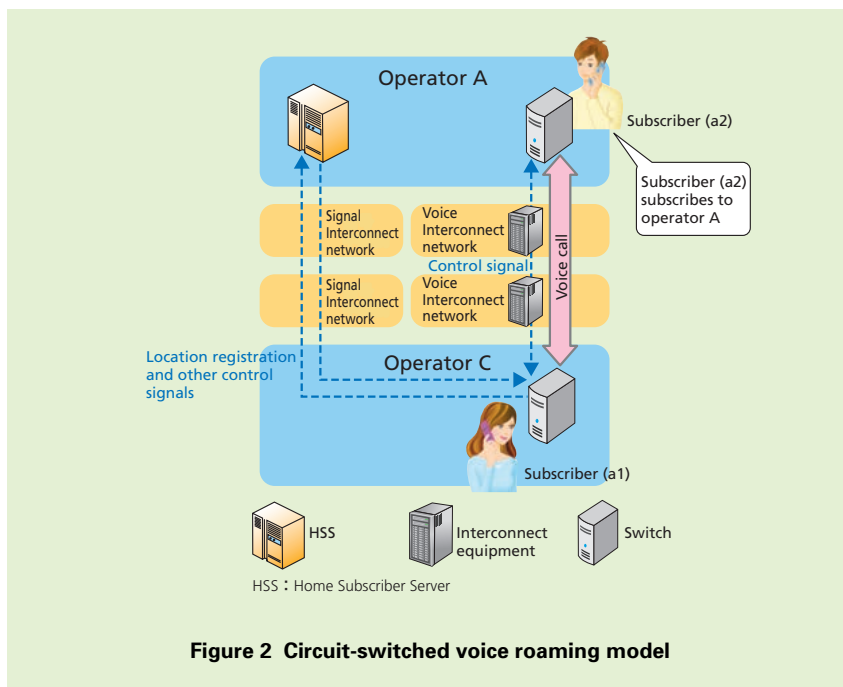 Operator A
Subscriber (a2)
Subscriber (a2)
subscribes to
operator A
Signal
Interconnect
network
Voice
Interconnect
network
Control signal
Voice call
Signal
Interconnect
network
Voice
Interconnect
network
Location registration
and other control
signals
Operator C
Subscriber (a1)
HSS
Interconnect
equipment
Switch
HSS：Home Subscriber Server
Figure 2 Circuit-switched voice roaming model